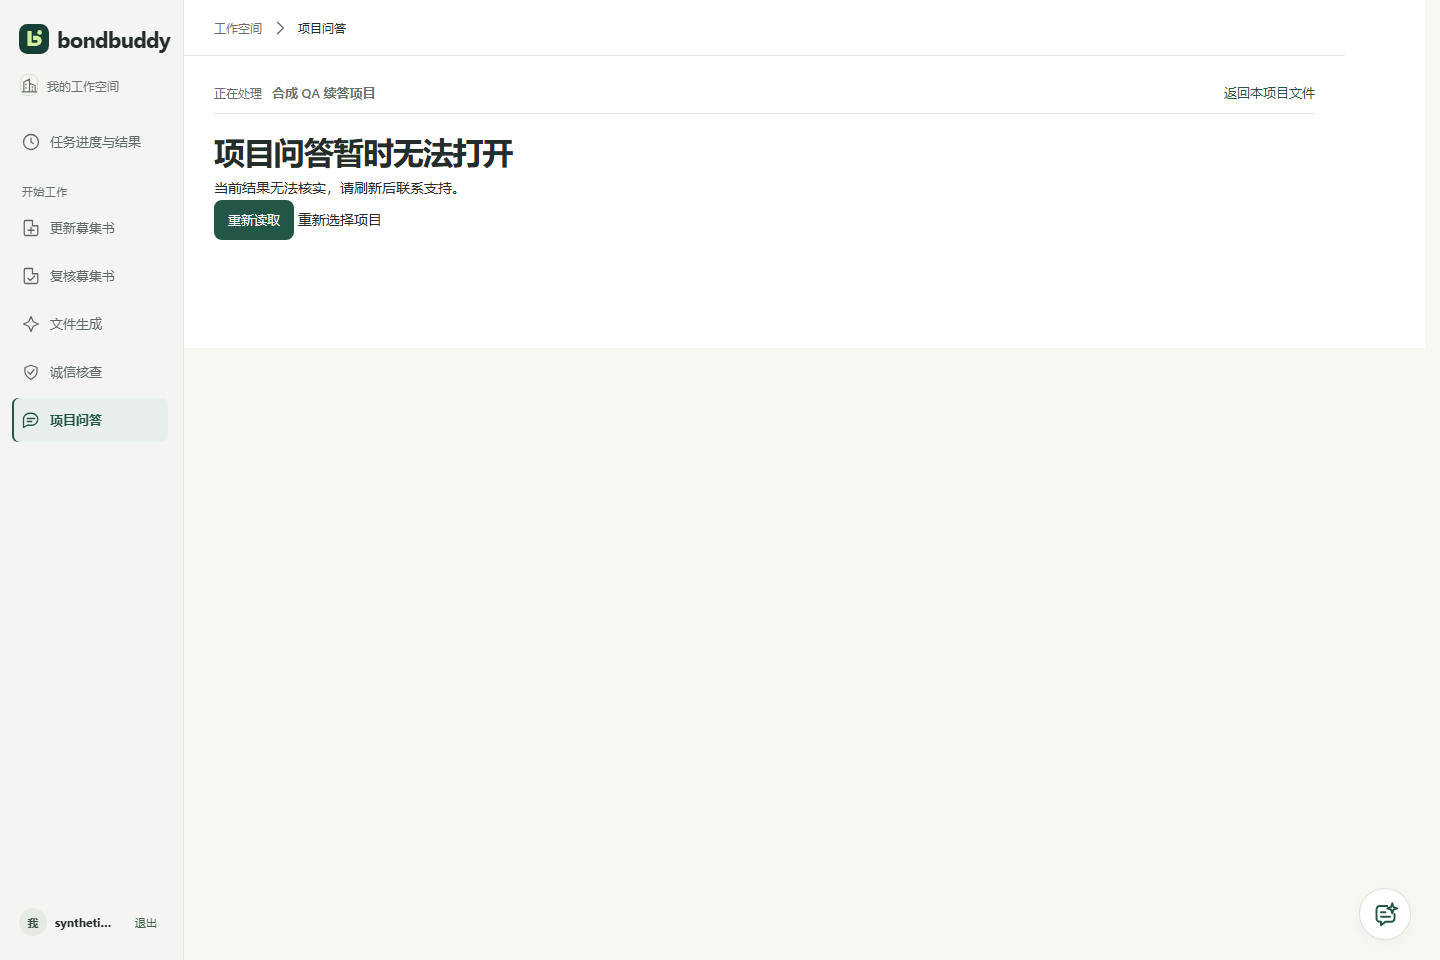 bondbuddy
我的工作空间
任务进度与结果
开始工作
更新募集书
复核募集书
文件生成
诚信核查
项目问答
我 syntheti... 退出
工作空间 项目问答
正在处理 合成 QA 续答项目 返回本项目文件
项目问答暂时无法打开
当前结果无法核实，请刷新后联系支持。
重新读取 重新选择项目